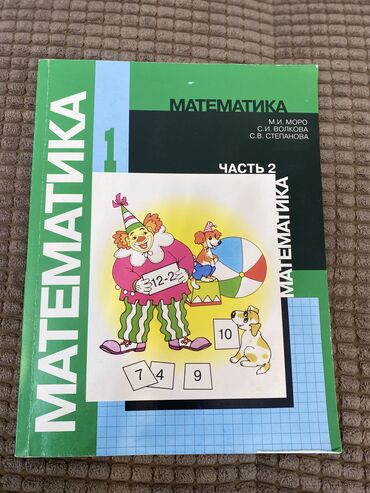 МАТЕМАТИКА
М.И. МОРО
С.И. ВОЛКОВА
С.В. СТЕПАНОВА
1
ЧАСТЬ 2
МАТЕМАТИКА
МАТЕМАТИКА
12-2
10
7 4 9